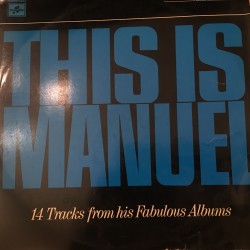 THIS IS
MANUEL
14 Tracks from his Fabulous Albums